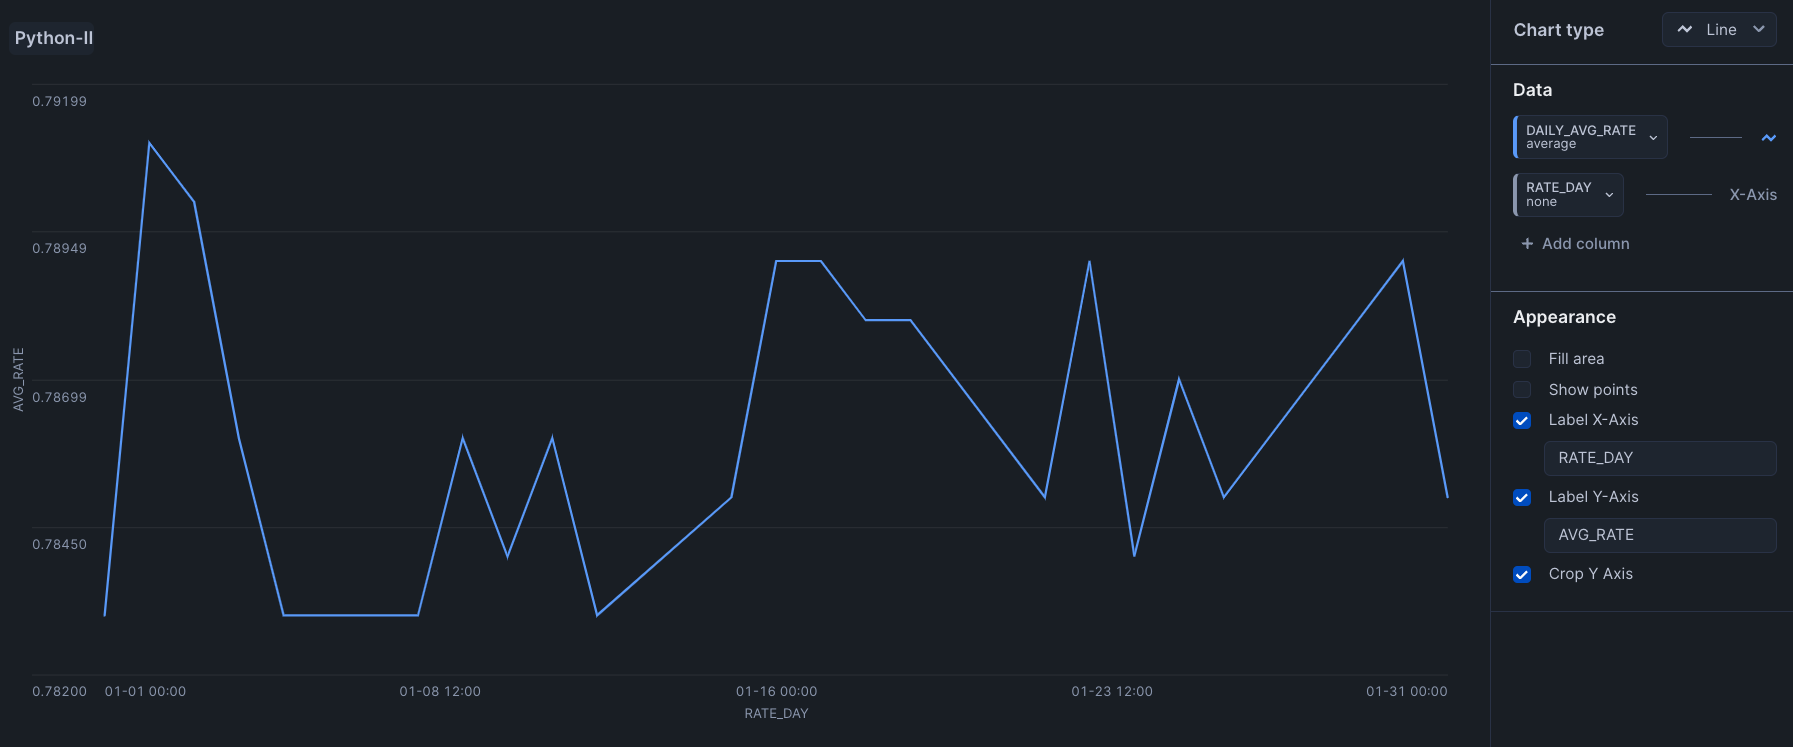 Python-II
0.79199
0.78949
0.78699
0.78450
0.78200
AVG_RATE
01-01 00:00
01-08 12:00
01-16 00:00
01-23 12:00
01-31 00:00
RATE_DAY
Chart type
Line
Data
DAILY_AVG_RATE
average
RATE_DAY
none
X-Axis
+ Add column
Appearance
Fill area
Show points
Label X-Axis
RATE_DAY
Label Y-Axis
AVG_RATE
Crop Y Axis